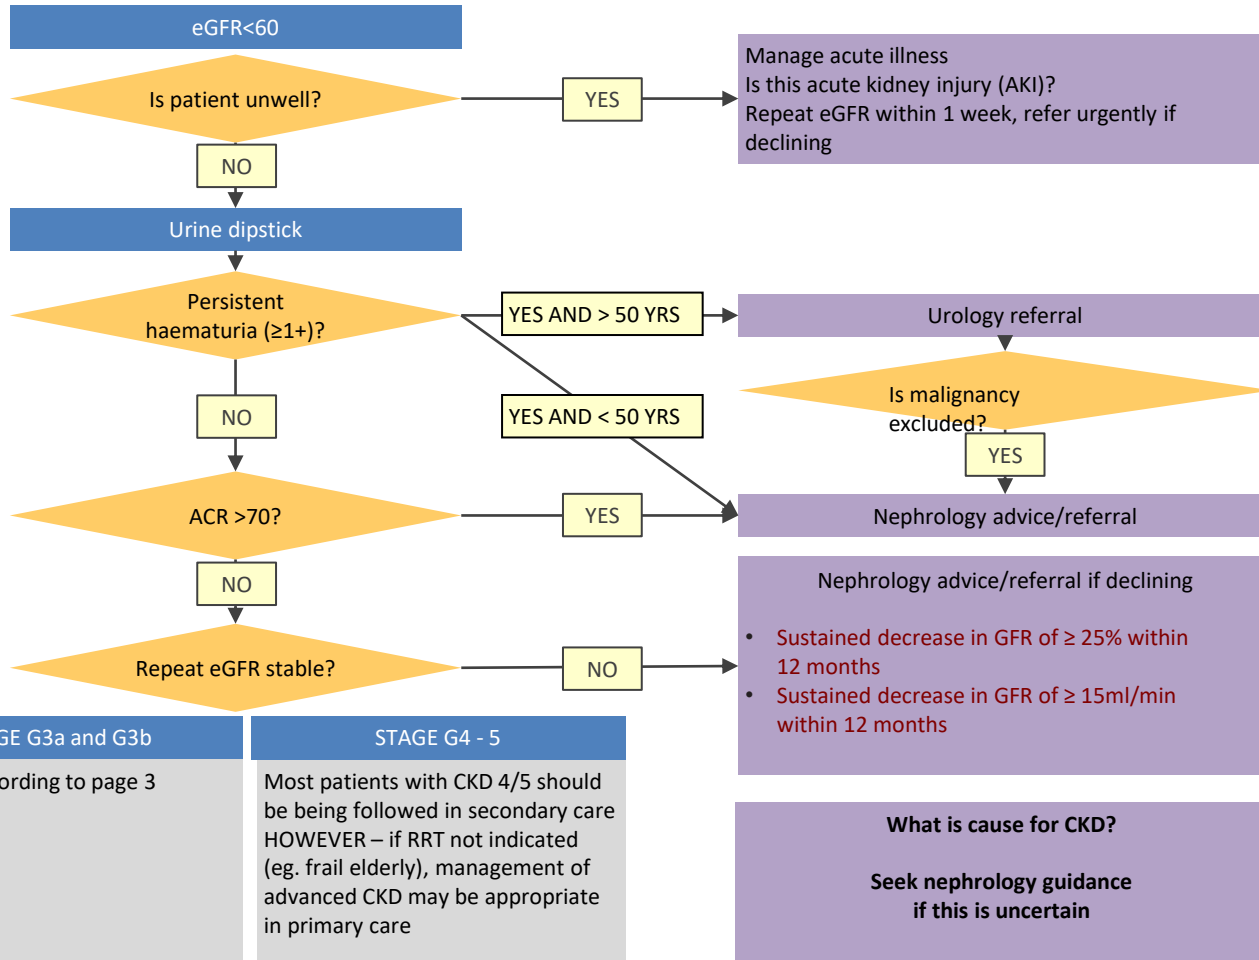 eGFR<60
Is patient unwell?
YES
Manage acute illness
Is this acute kidney injury (AKI)?
Repeat eGFR within 1 week, refer urgently if
declining
NO
Urine dipstick
Persistent
haematuria (≥1+)?
YES AND > 50 YRS
Urology referral
YES AND < 50 YRS
Is malignancy
excluded?
YES
NO
ACR >70?
YES
Nephrology advice/referral
NO
Repeat eGFR stable?
NO
Nephrology advice/referral if declining
• Sustained decrease in GFR of ≥ 25% within
12 months
• Sustained decrease in GFR of ≥ 15ml/min
within 12 months
GE G3a and G3b
ording to page 3
STAGE G4 - 5
Most patients with CKD 4/5 should
be being followed in secondary care
HOWEVER – if RRT not indicated
(eg. frail elderly), management of
advanced CKD may be appropriate
in primary care
What is cause for CKD?
Seek nephrology guidance
if this is uncertain